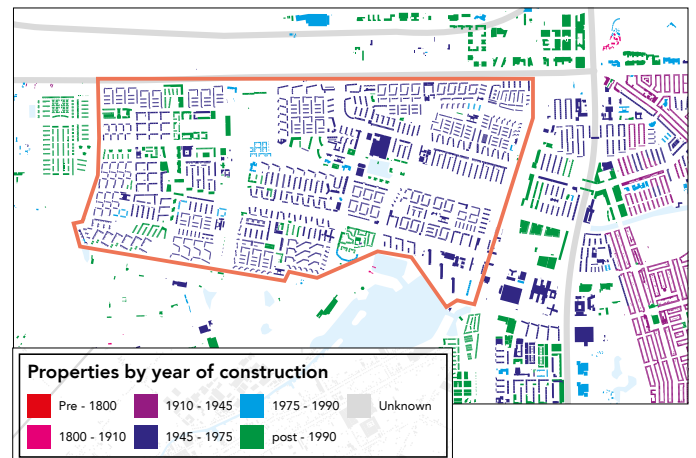 Properties by year of construction
Pre - 1800 1910 - 1945 1975 - 1990 Unknown
1800 - 1910 1945 - 1975 post - 1990